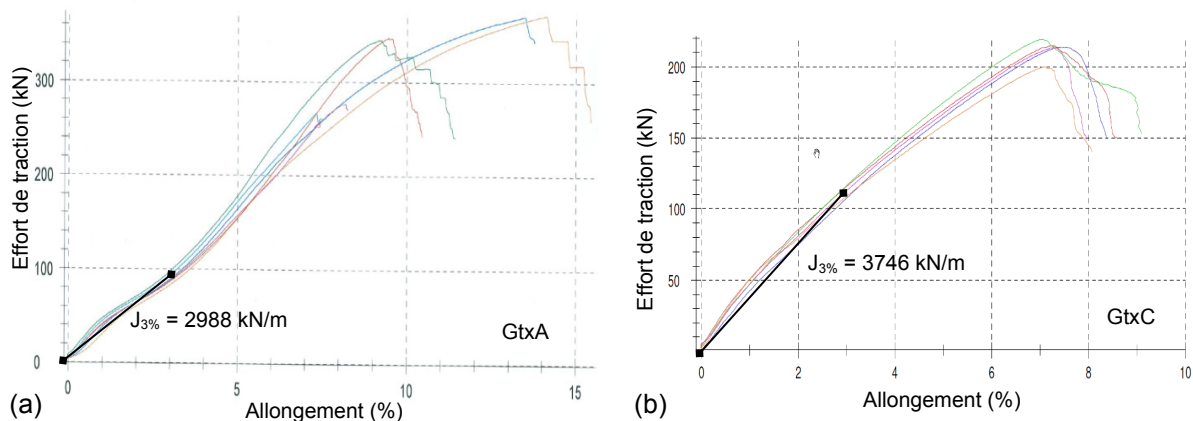 Effort de traction (kN)
300
200
100
0
J3% = 2988 kN/m
GtxA
0
5
10
15
Allongement (%)
(a)
Effort de traction (kN)
200
150
100
50
0
J3% = 3746 kN/m
GtxC
0
2
4
6
8
10
Allongement (%)
(b)